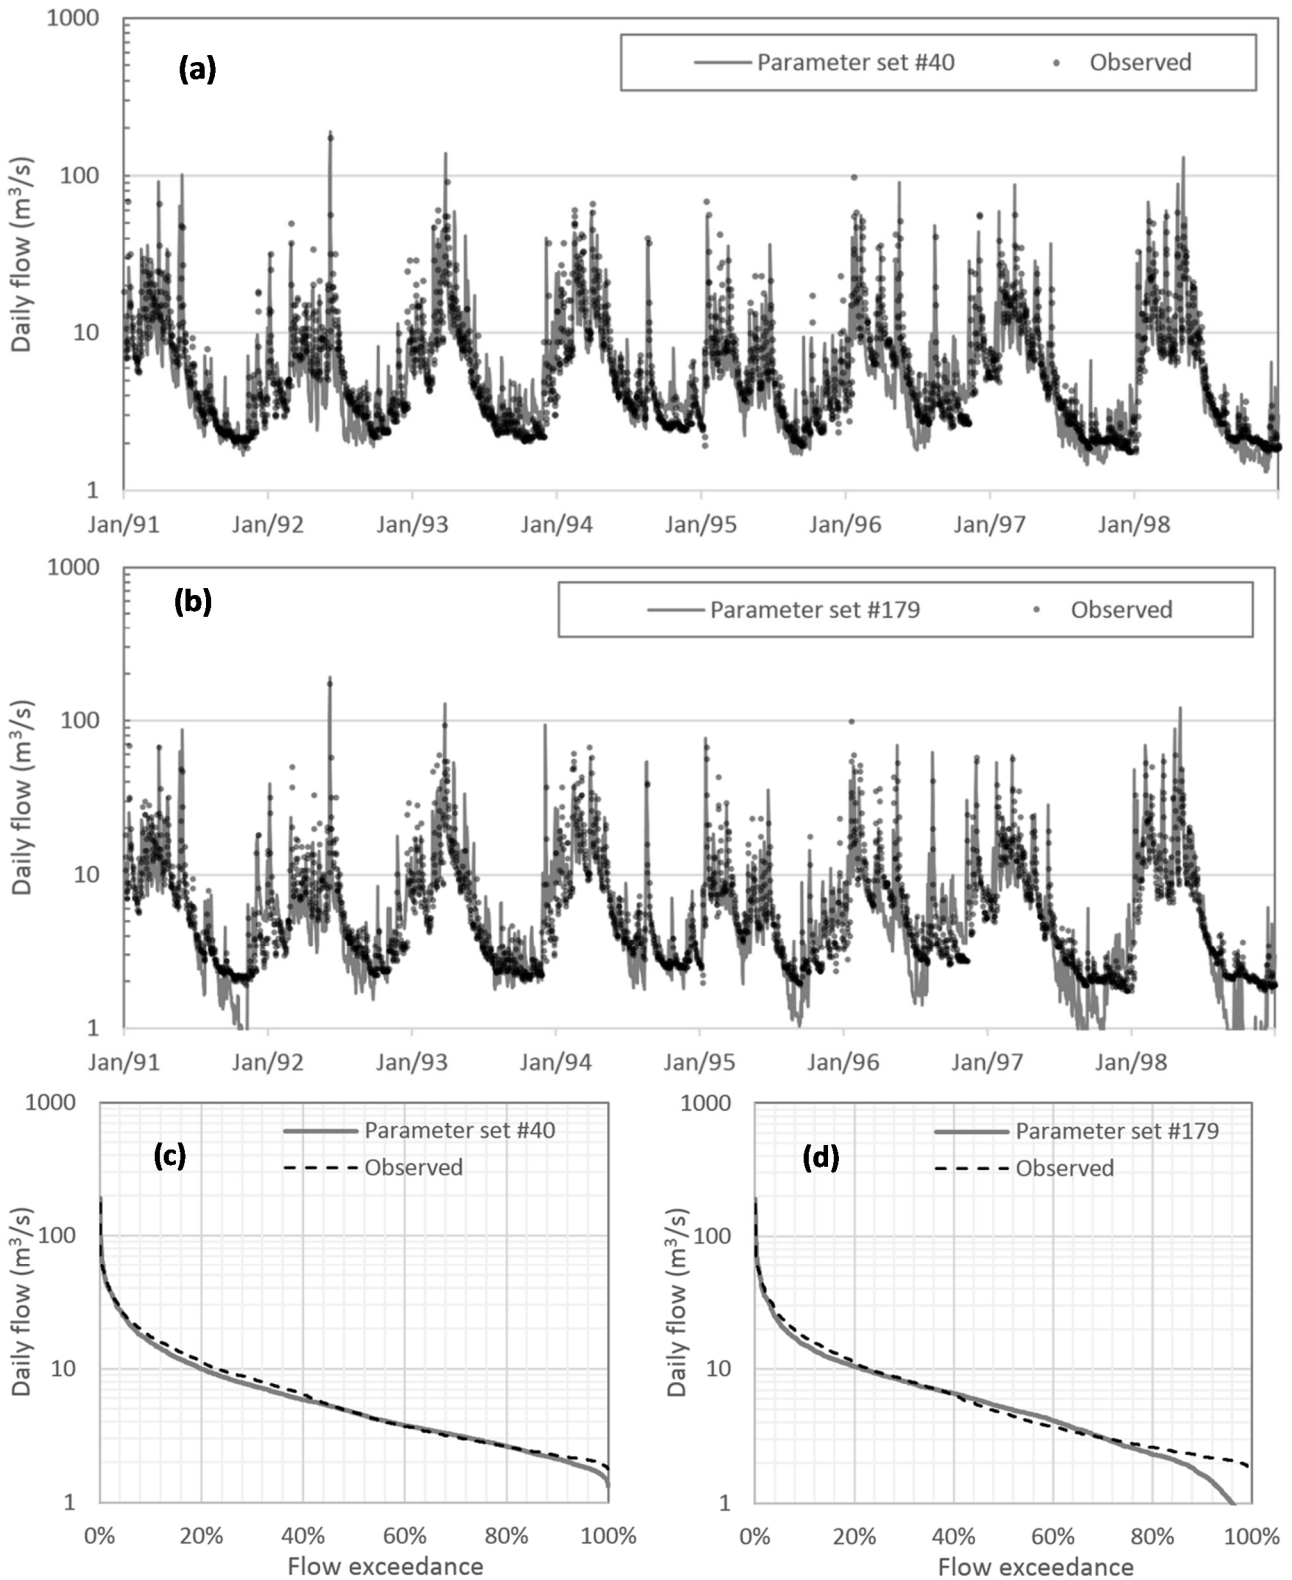 1000
(a)
Parameter set #40
Observed
Daily flow (m³/s)
100
10
1
Jan/91 Jan/92 Jan/93 Jan/94 Jan/95 Jan/96 Jan/97 Jan/98
1000
(b)
Parameter set #179
Observed
Daily flow (m³/s)
100
10
1
Jan/91 Jan/92 Jan/93 Jan/94 Jan/95 Jan/96 Jan/97 Jan/98
1000
(c)
Parameter set #40
Observed
Daily flow (m³/s)
100
10
1
0% 20% 40% 60% 80% 100%
Flow exceedance
1000
(d)
Parameter set #179
Observed
Daily flow (m³/s)
100
10
1
0% 20% 40% 60% 80% 100%
Flow exceedance